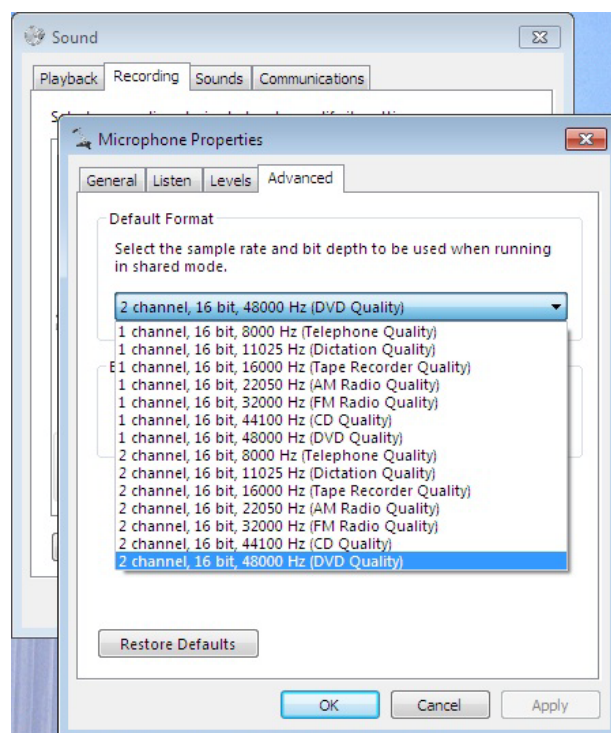 Sound
Playback Recording Sounds Communications
Microphone Properties
General Listen Levels Advanced
Default Format
Select the sample rate and bit depth to be used when running
in shared mode.
2 channel, 16 bit, 48000 Hz (DVD Quality)
1 channel, 16 bit, 8000 Hz (Telephone Quality)
1 channel, 16 bit, 11025 Hz (Dictation Quality)
1 channel, 16 bit, 16000 Hz (Tape Recorder Quality)
1 channel, 16 bit, 22050 Hz (AM Radio Quality)
1 channel, 16 bit, 32000 Hz (FM Radio Quality)
1 channel, 16 bit, 44100 Hz (CD Quality)
1 channel, 16 bit, 48000 Hz (DVD Quality)
2 channel, 16 bit, 8000 Hz (Telephone Quality)
2 channel, 16 bit, 11025 Hz (Dictation Quality)
2 channel, 16 bit, 16000 Hz (Tape Recorder Quality)
2 channel, 16 bit, 22050 Hz (AM Radio Quality)
2 channel, 16 bit, 32000 Hz (FM Radio Quality)
2 channel, 16 bit, 44100 Hz (CD Quality)
2 channel, 16 bit, 48000 Hz (DVD Quality)
Restore Defaults
OK Cancel Apply